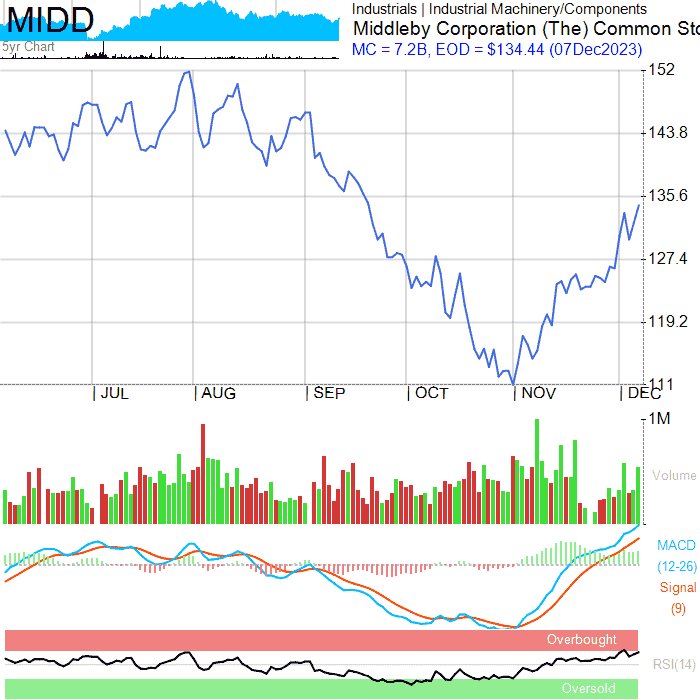 MIDD
5yr Chart
Industrials | Industrial Machinery/Components
Middleby Corporation (The) Common Sto
MC = 7.2B, EOD = $134.44 (07Dec2023)
152
143.8
135.6
127.4
119.2
111
| JUL | AUG | SEP | OCT | NOV | DEC
1M
Volume
MACD
(12-26)
Signal
(9)
Overbought
RSI(14)
Oversold